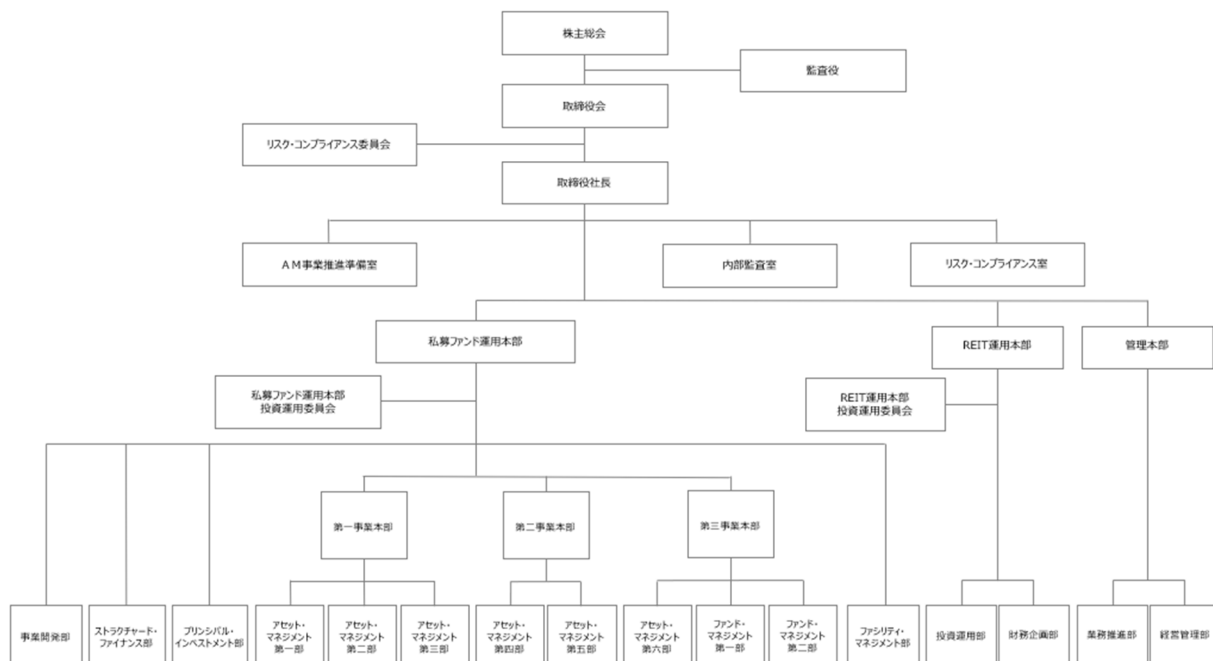 株主総会
監査役
取締役会
リスク・コンプライアンス委員会
取締役社長
AM事業推進準備室
内部監査室
リスク・コンプライアンス室
私募ファンド運用本部
REIT運用本部
管理本部
私募ファンド運用本部
投資運用委員会
REIT運用本部
投資運用委員会
第一事業本部
第二事業本部
第三事業本部
事業開発部
ストラクチャード・
ファイナンス部
プリンシパル・
インベストメント部
アセット・
マネジメント
第一部
アセット・
マネジメント
第二部
アセット・
マネジメント
第三部
アセット・
マネジメント
第四部
アセット・
マネジメント
第五部
アセット・
マネジメント
第六部
ファンド・
マネジメント
第一部
ファンド・
マネジメント
第二部
ファシリティ・
マネジメント部
投資運用部
財務企画部
業務推進部
経営管理部